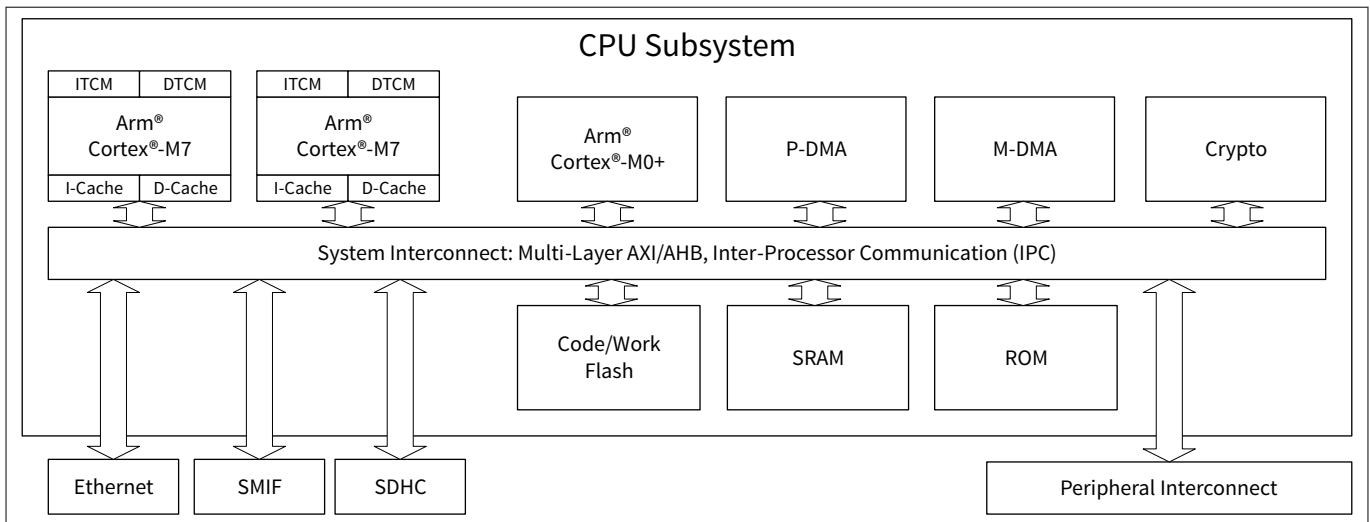 CPU Subsystem
ITCM DTCM
Arm®
Cortex®-M7
I-Cache D-Cache
ITCM DTCM
Arm®
Cortex®-M7
I-Cache D-Cache
Arm®
Cortex®-M0+
P-DMA
M-DMA
Crypto
System Interconnect: Multi-Layer AXI/AHB, Inter-Processor Communication (IPC)
Code/Work
Flash
SRAM
ROM
Ethernet
SMIF
SDHC
Peripheral Interconnect